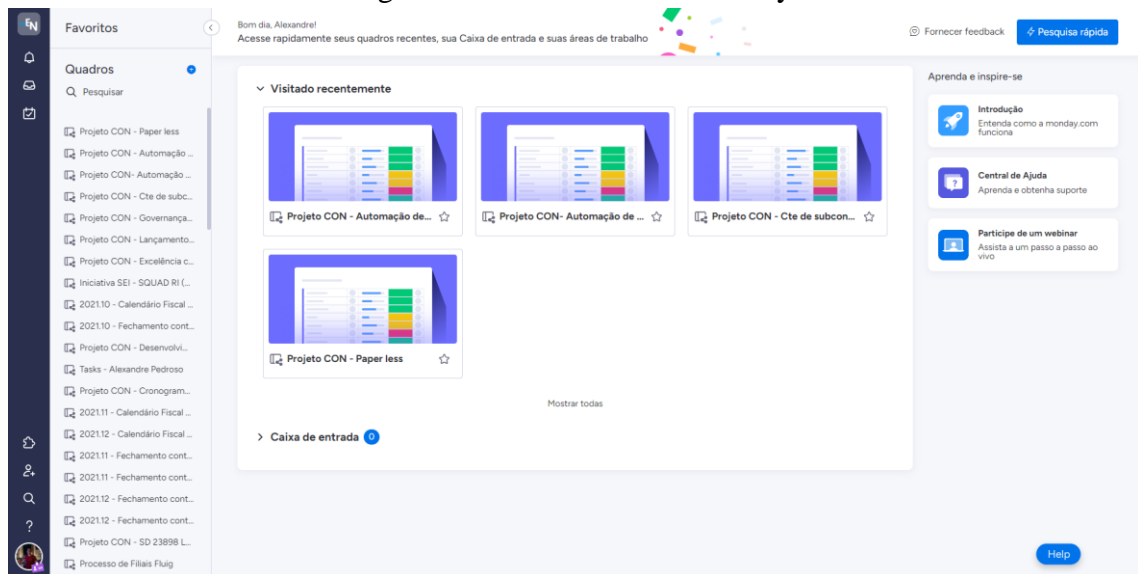 EN
Favoritos
Quadros
Pesquisar
Projeto CON - Paper less
Projeto CON - Automação ...
Projeto CON- Automação ...
Projeto CON - Cte de subc...
Projeto CON - Governança...
Projeto CON - Lançamento...
Projeto CON - Excelência c...
Iniciativa SEI - SQUAD RI (...
2021.10 - Calendário Fiscal ...
2021.10 - Fechamento cont...
Projeto CON - Desenvolvi...
Tasks - Alexandre Pedroso
Projeto CON - Cronogram...
2021.11 - Calendário Fiscal ...
2021.12 - Calendário Fiscal ...
2021.11 - Fechamento cont...
2021.11 - Fechamento cont...
2021.12 - Fechamento cont...
2021.12 - Fechamento cont...
Projeto CON - SD 23898 L...
Processo de Filiais Fluig
Bom dia, Alexandre!
Acesse rapidamente seus quadros recentes, sua Caixa de entrada e suas áreas de trabalho
Fornecer feedback
Pesquisa rápida
Visitado recentemente
Projeto CON - Automação de...
Projeto CON- Automação de ...
Projeto CON - Cte de subcon...
Projeto CON - Paper less
Mostrar todas
Caixa de entrada 0
Aprenda e inspire-se
Introdução
Entenda como a monday.com
funciona
Central de Ajuda
Aprenda e obtenha suporte
Participe de um webinar
Assista a um passo a passo ao
vivo
Help